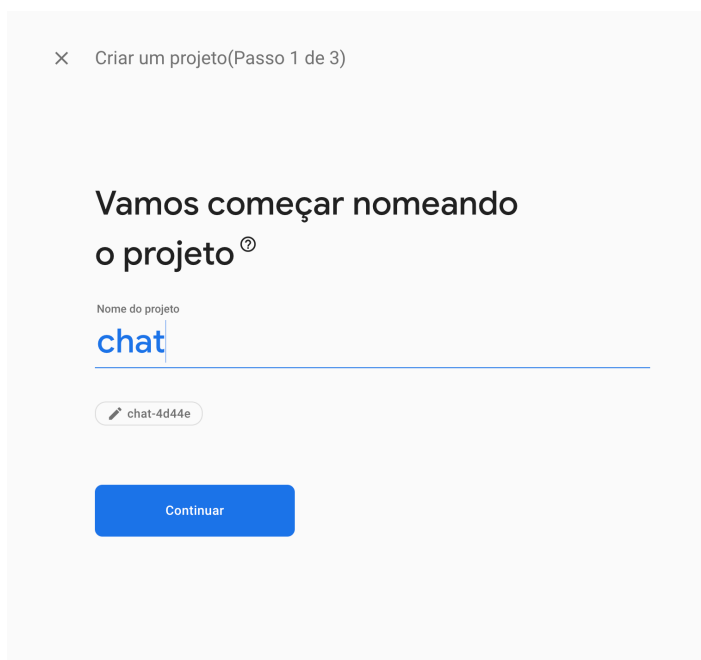 Criar um projeto(Passo 1 de 3)
Vamos começar nomeando
o projeto
Nome do projeto
chat
chat-4d44e
Continuar